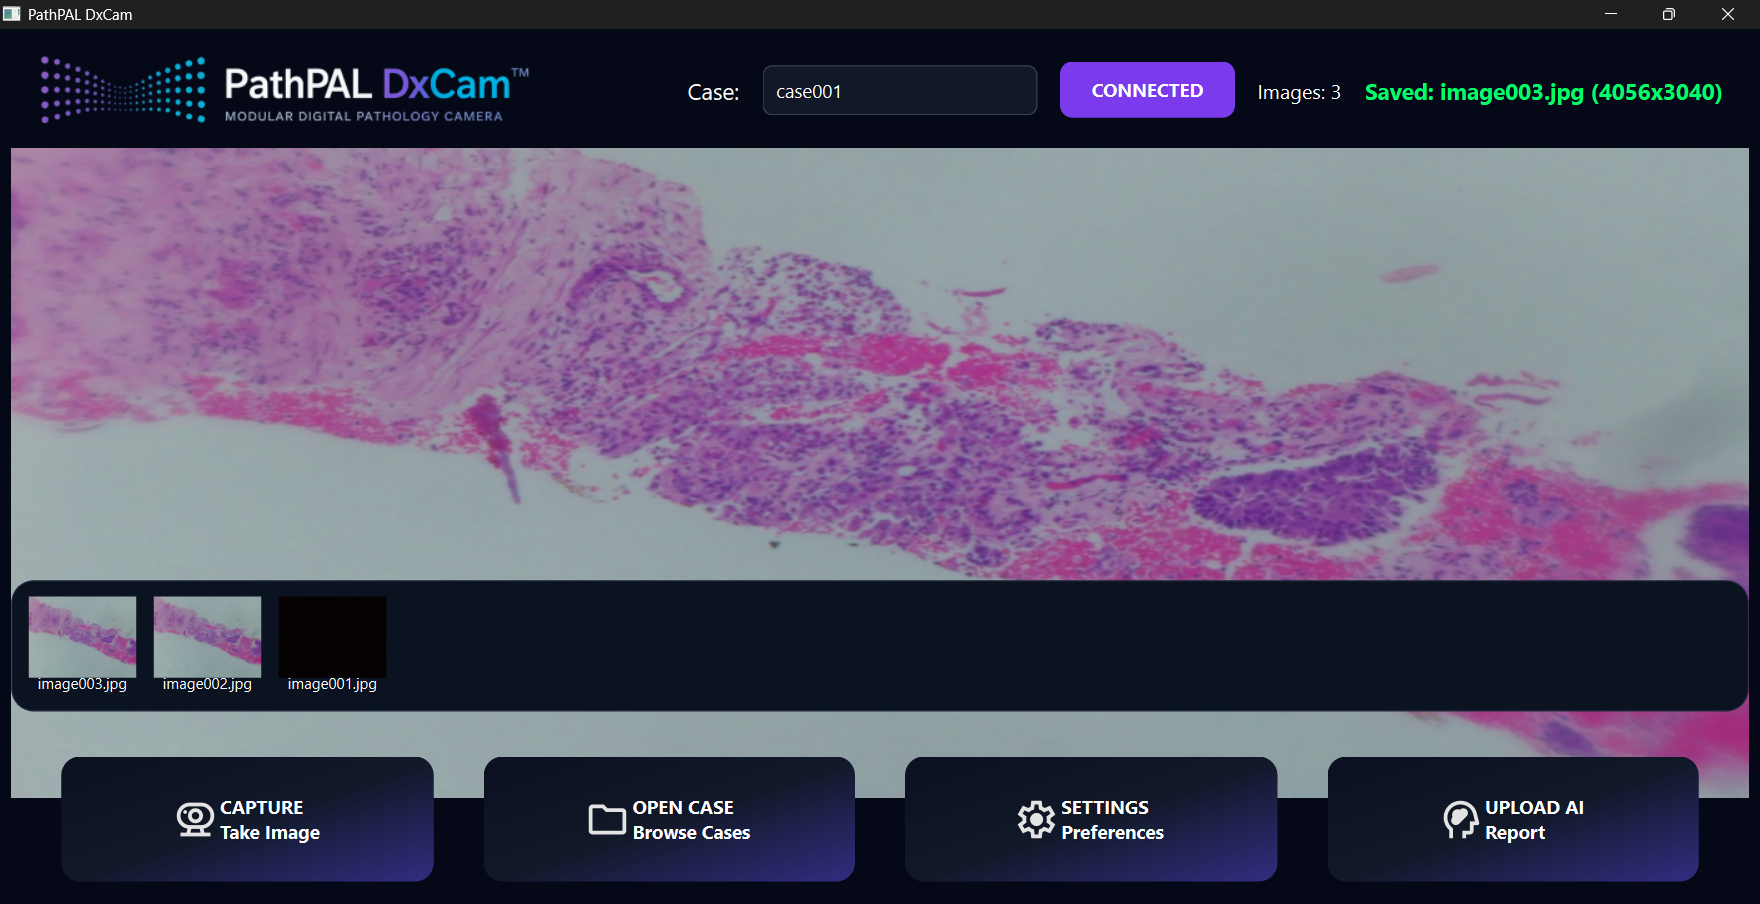 PathPAL DxCam
PathPAL DxCam™
MODULAR DIGITAL PATHOLOGY CAMERA
Case:
case001
CONNECTED
Images: 3
Saved: image003.jpg (4056x3040)
image003.jpg
image002.jpg
image001.jpg
CAPTURE
Take Image
OPEN CASE
Browse Cases
SETTINGS
Preferences
UPLOAD AI
Report